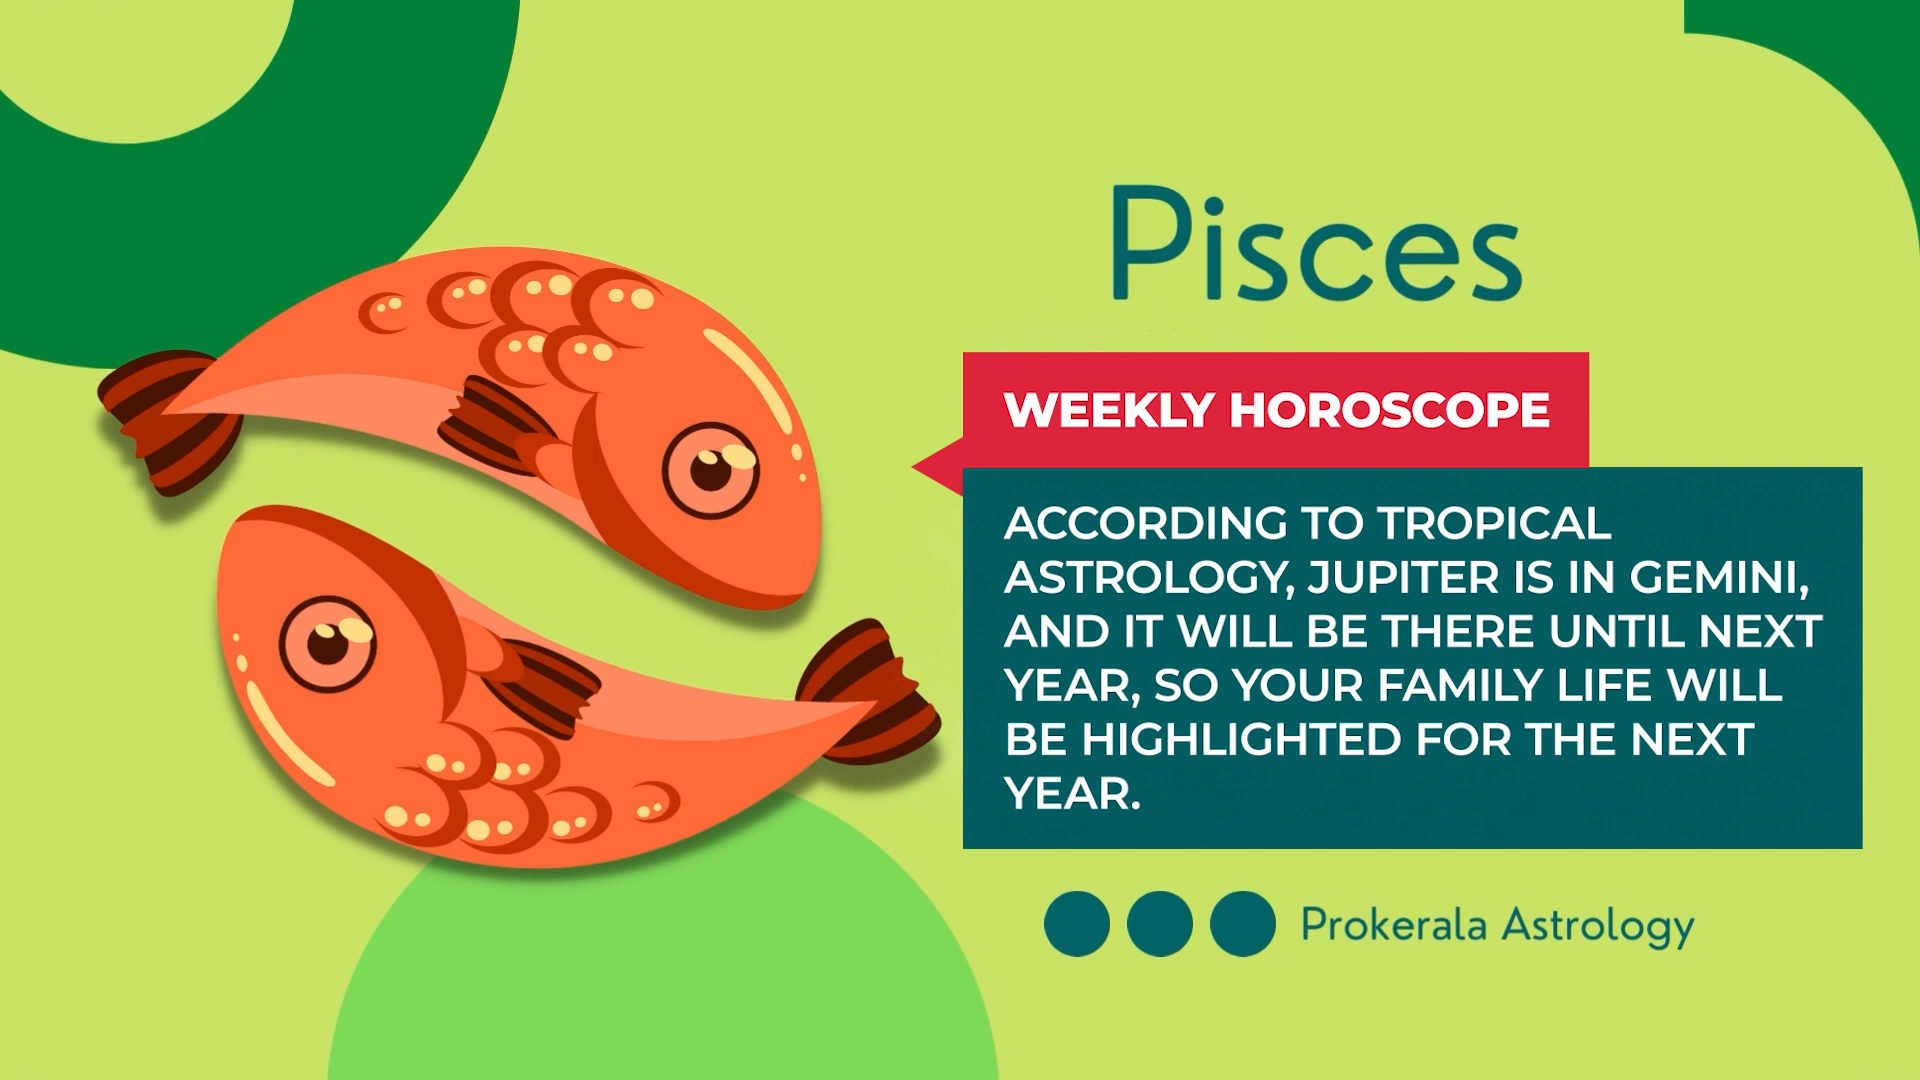 Pisces
WEEKLY HOROSCOPE
ACCORDING TO TROPICAL
ASTROLOGY, JUPITER IS IN GEMINI,
AND IT WILL BE THERE UNTIL NEXT
YEAR, SO YOUR FAMILY LIFE WILL
BE HIGHLIGHTED FOR THE NEXT
YEAR.
Prokerala Astrology